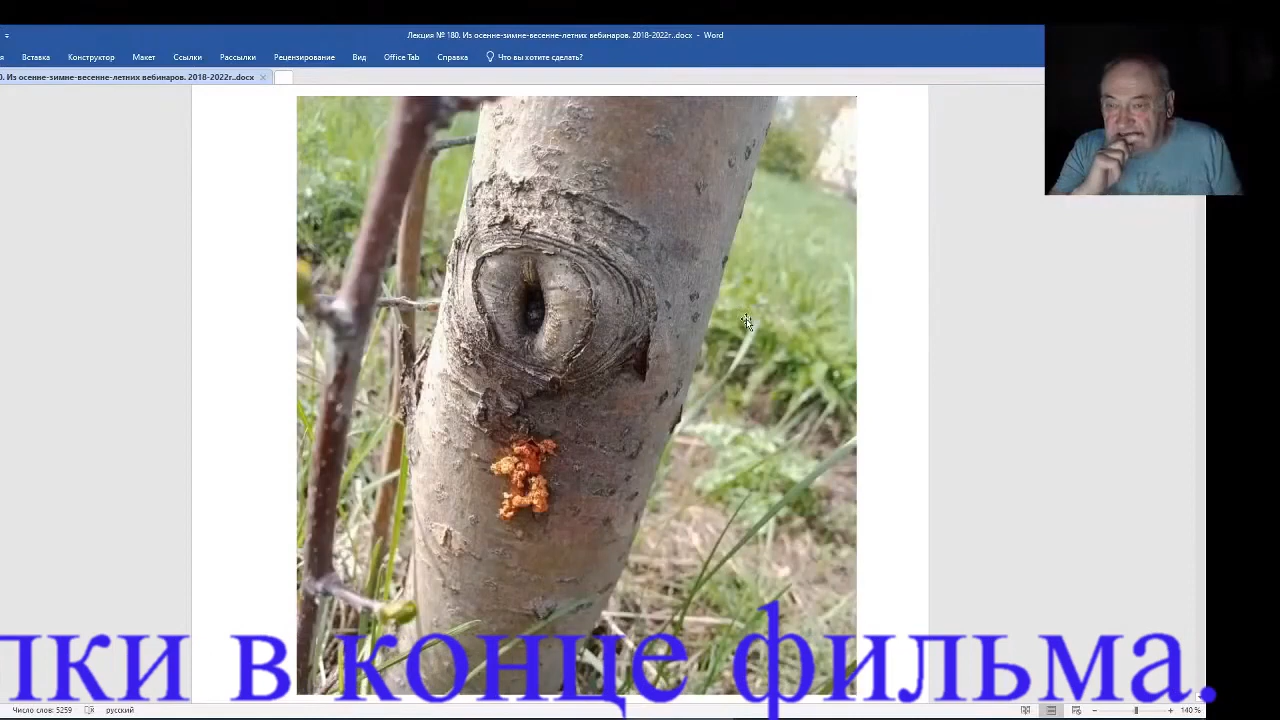 Лекция № 180. Из осенне-зимне-весенне-летних вебинаров. 2018-2022г..docx - Word
Вставка Конструктор Макет Ссылки Рассылки Рецензирование Вид Office Tab Справка Что вы хотите сделать?
0. Из осенне-зимне-весенне-летних вебинаров. 2018-2022г..docx
лки в конце фильма.
Число слов: 5259 русский 140 %